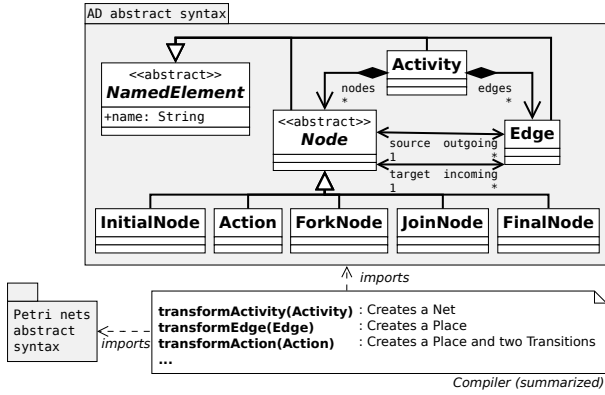 AD abstract syntax
<<abstract>>
NamedElement
+name: String
Activity
nodes
*
edges
*
<<abstract>>
Node
Edge
source outgoing
1 *
target incoming
1 *
InitialNode
Action
ForkNode
JoinNode
FinalNode
imports
Petri nets
abstract
syntax
imports
transformActivity(Activity) : Creates a Net
transformEdge(Edge) : Creates a Place
transformAction(Action) : Creates a Place and two Transitions
...
Compiler (summarized)